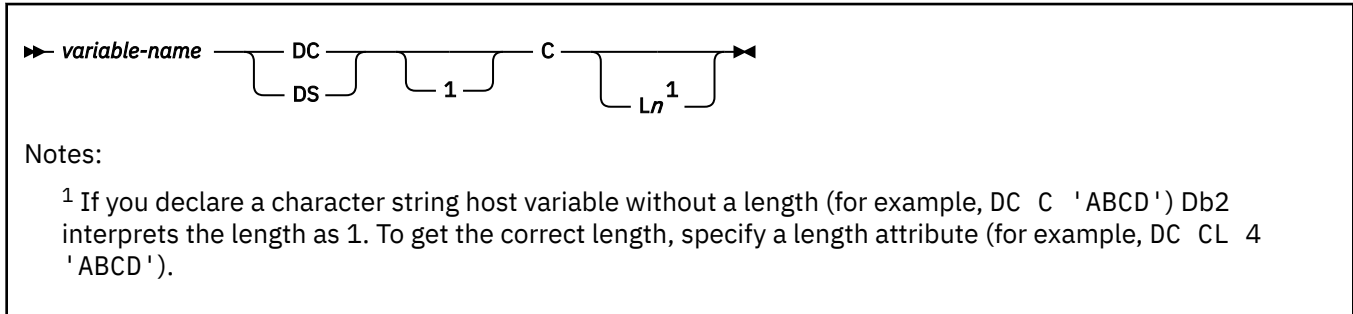 variable-name DC 1 C Ln1
DS
Notes:
1 If you declare a character string host variable without a length (for example, DC C 'ABCD') Db2
interprets the length as 1. To get the correct length, specify a length attribute (for example, DC CL 4
'ABCD').